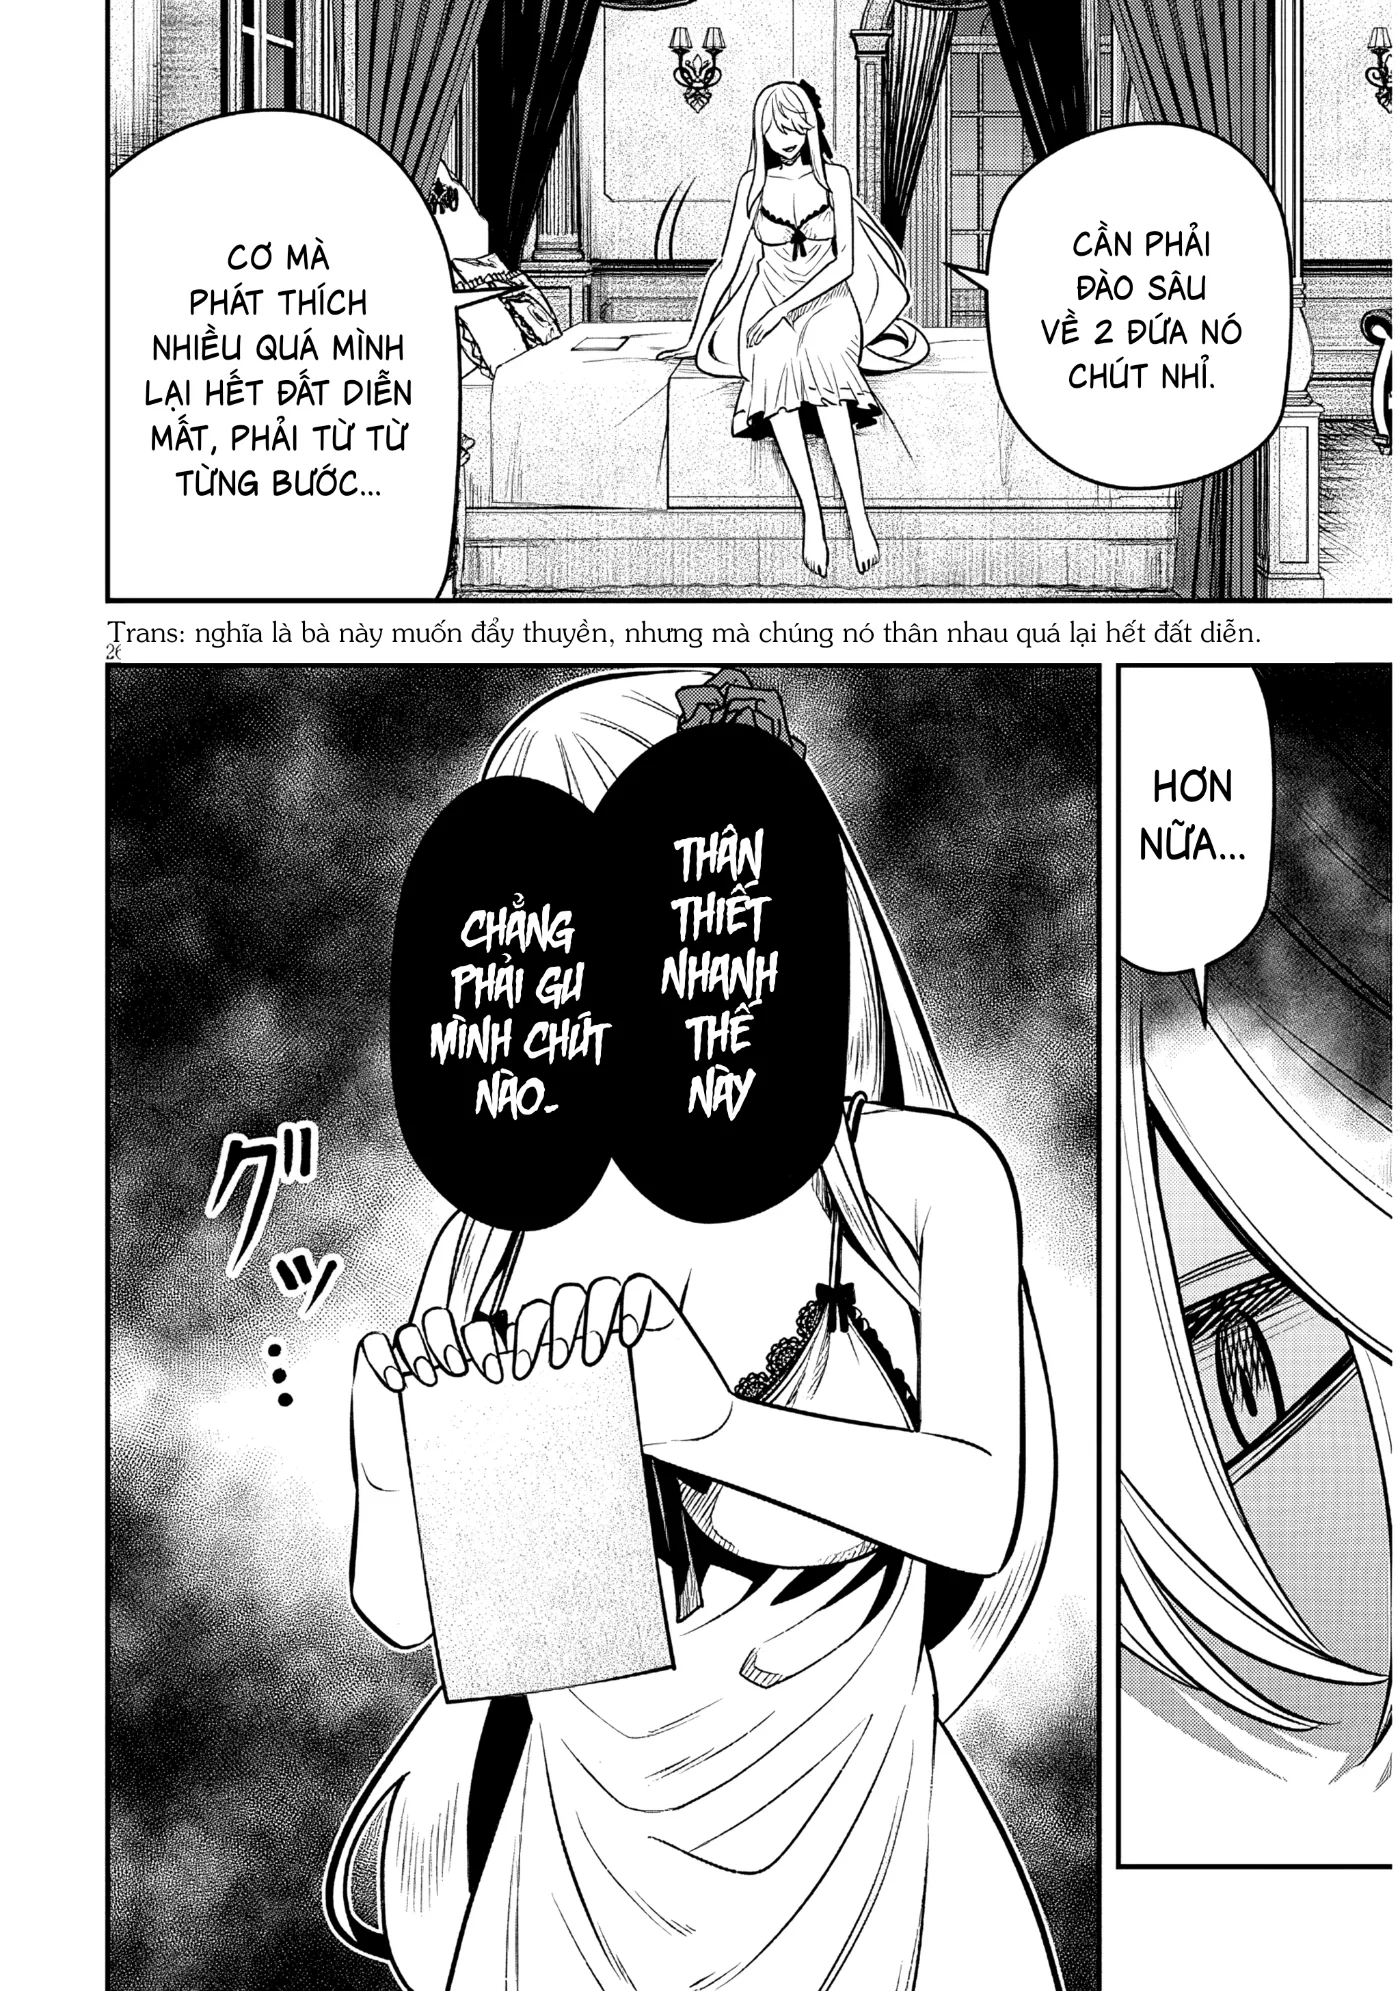 CẦN PHẢI
ĐÀO SÂU
VỀ 2 ĐỨA NÓ
CHÚT NHỈ.
CƠ MÀ
PHÁT THÍCH
NHIỀU QUÁ MÌNH
LẠI HẾT ĐẤT DIỄN
MẤT, PHẢI TỪ TỪ
TỪNG BƯỚC...
Trans: nghĩa là bà này muốn đẩy thuyền, nhưng mà chúng nó thân nhau quá lại hết đất diễn.
26
HƠN
NỮA...
THÂN
THIẾT
NHANH
THẾ
NÀY
CHẲNG
PHẢI GU
MÌNH CHÚT
NÀO.
グッ…